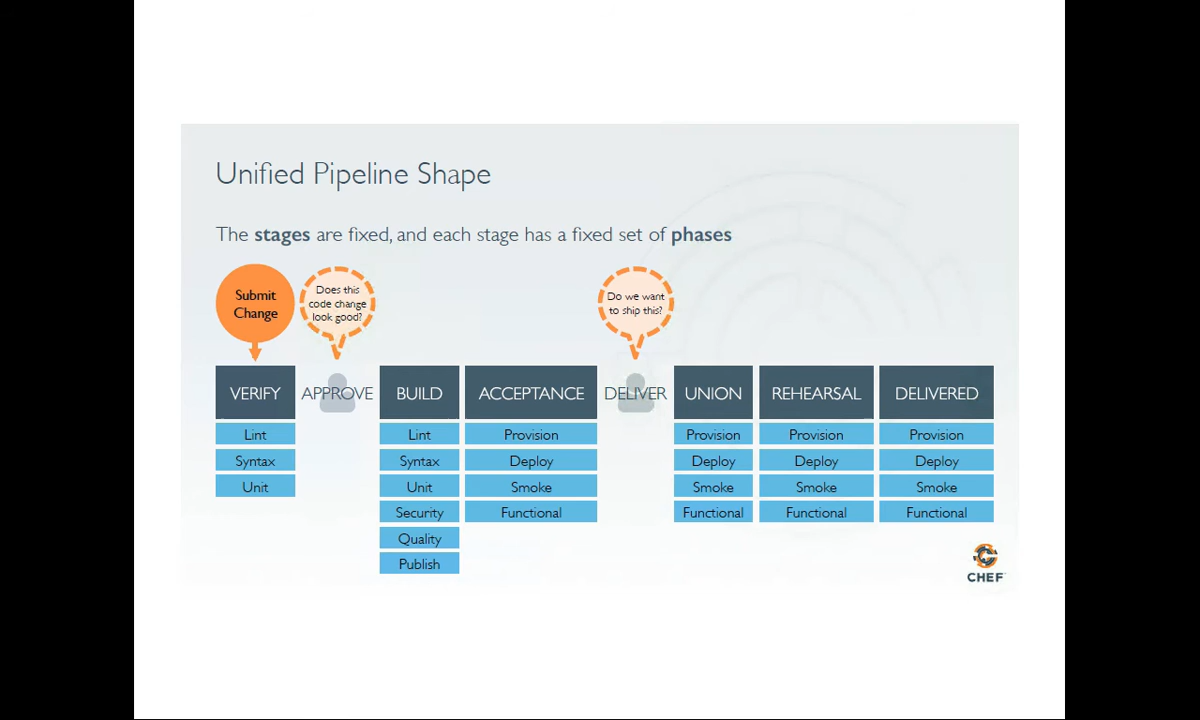 Unified Pipeline Shape
The stages are fixed, and each stage has a fixed set of phases
Submit
Change
Does this
code change
look good?
Do we want
to ship this?
VERIFY
Lint
Syntax
Unit
APPROVE
BUILD
Lint
Syntax
Unit
Security
Quality
Publish
ACCEPTANCE
Provision
Deploy
Smoke
Functional
DELIVER
UNION
Provision
Deploy
Smoke
Functional
REHEARSAL
Provision
Deploy
Smoke
Functional
DELIVERED
Provision
Deploy
Smoke
Functional
CHEF